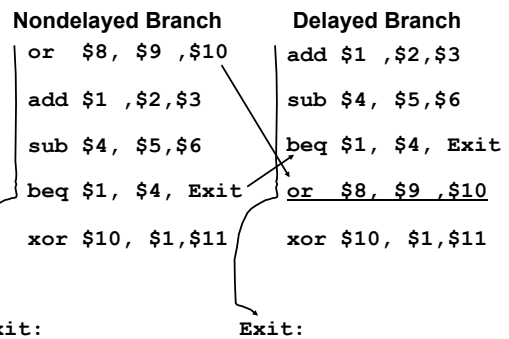 Nondelayed Branch
or $8, $9 ,$10
add $1 ,$2,$3
sub $4, $5,$6
beq $1, $4, Exit
xor $10, $1,$11
xit:
Delayed Branch
add $1 ,$2,$3
sub $4, $5,$6
beq $1, $4, Exit
or $8, $9 ,$10
xor $10, $1,$11
Exit: